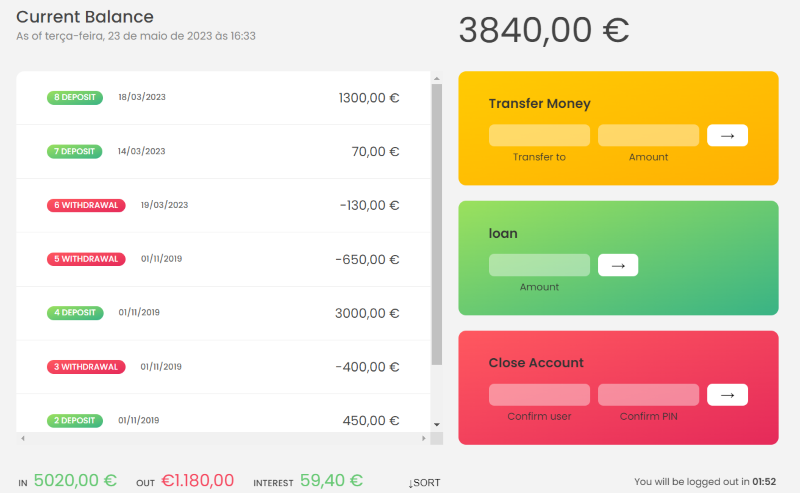 Current Balance
As of terça-feira, 23 de maio de 2023 às 16:33
3840,00 €
8 DEPOSIT 18/03/2023 1300,00 €
7 DEPOSIT 14/03/2023 70,00 €
6 WITHDRAWAL 19/03/2023 -130,00 €
5 WITHDRAWAL 01/11/2019 -650,00 €
4 DEPOSIT 01/11/2019 3000,00 €
3 WITHDRAWAL 01/11/2019 -400,00 €
2 DEPOSIT 01/11/2019 450,00 €
Transfer Money
→
Transfer to Amount
loan
→
Amount
Close Account
→
Confirm user Confirm PIN
IN 5020,00 € OUT €1.180,00 INTEREST 59,40 € ↓SORT
You will be logged out in 01:52